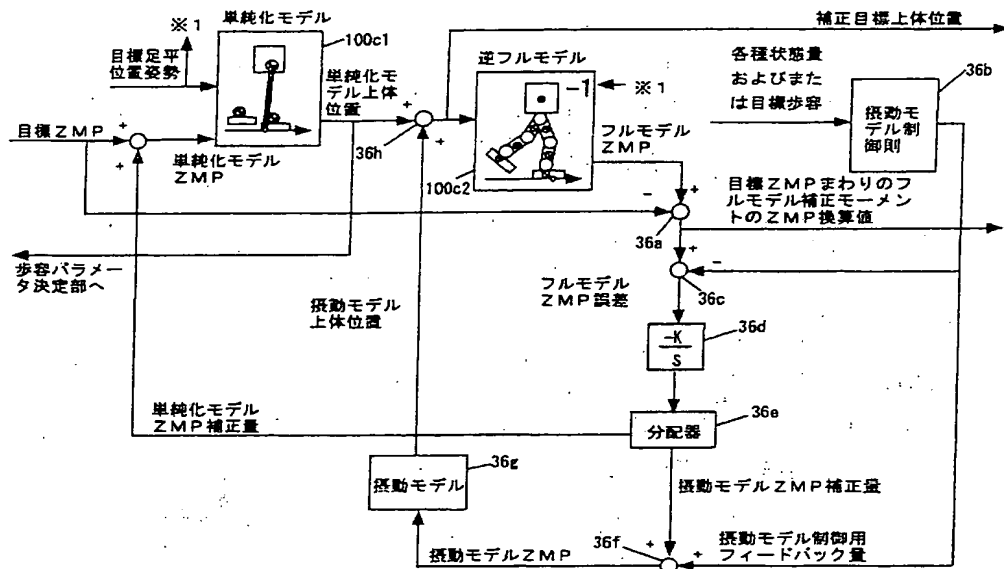 ※1
単純化モデル
100c1
目標足平
位置姿勢
単純化モ
デル上体
位置
補正目標上体位置
逆フルモデル
-1
※1
各種状態量
およびまた
は目標歩容
36b
摂動モ
デル制
御則
目標ZMP
+
+
単純化モデル
ZMP
+
+
36h
100c2
フルモデル
ZMP
-
+
36a
目標ZMPまわりのフ
ルモデル補正モーメン
トのZMP換算値
歩容パラメー
タ決定部へ
摂動モデル
上体位置
+
-
36c
フルモデル
ZMP誤差
-K
S
36d
単純化モデル
ZMP補正量
分配器
36e
摂動モデル
36g
摂動モデルZMP補正量
摂動モデルZMP
36f
+
+
摂動モデル制御用
フィードバック量